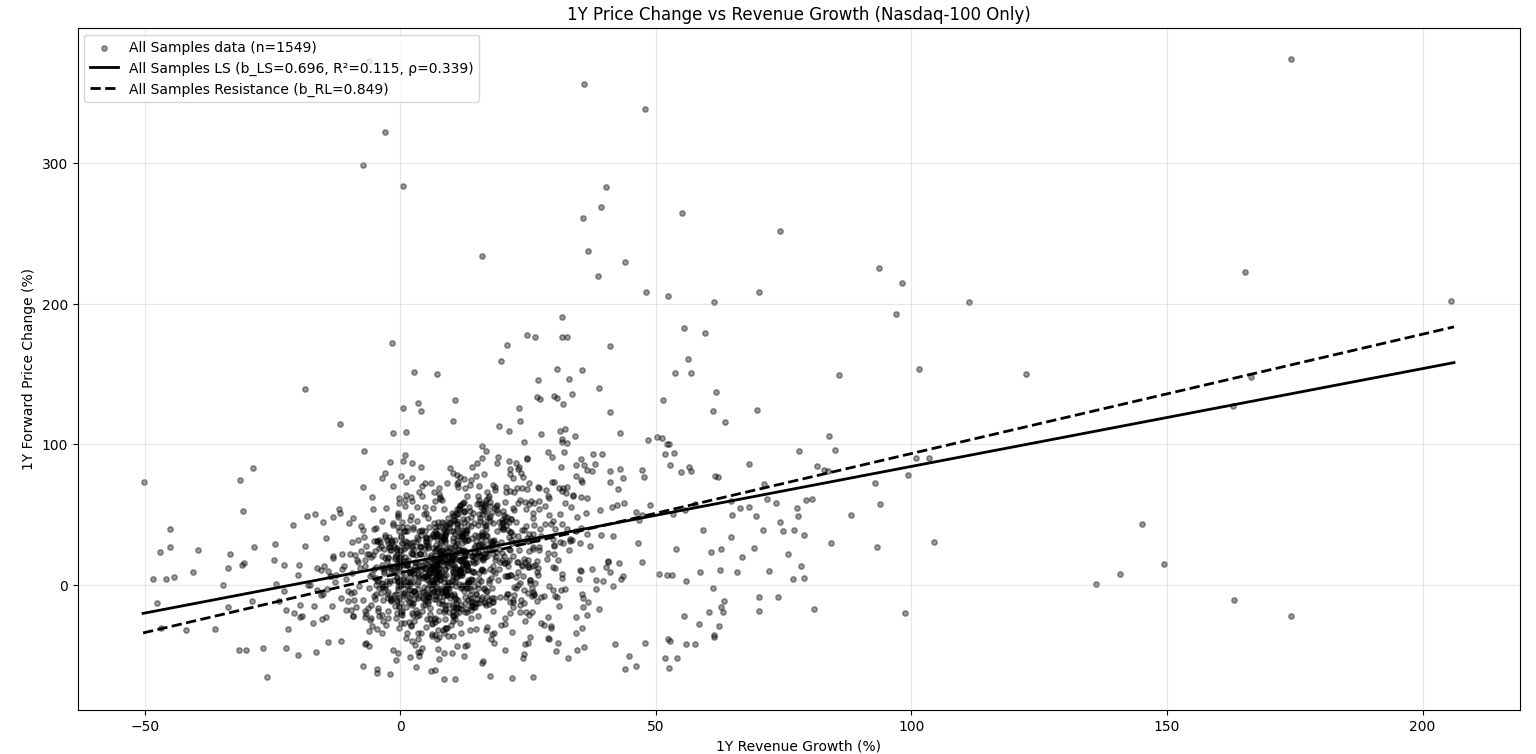 1Y Price Change vs Revenue Growth (Nasdaq-100 Only)
All Samples data (n=1549)
All Samples LS (b_LS=0.696, R²=0.115, ρ=0.339)
All Samples Resistance (b_RL=0.849)
1Y Forward Price Change (%)
300
200
100
0
−50
0
50
100
150
200
1Y Revenue Growth (%)